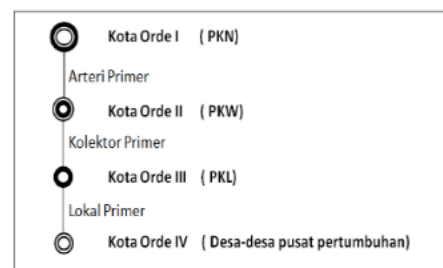 Kota Orde I ( PKN)
Arteri Primer
Kota Orde II ( PKW)
Kolektor Primer
Kota Orde III ( PKL)
Lokal Primer
Kota Orde IV ( Desa-desa pusat pertumbuhan)